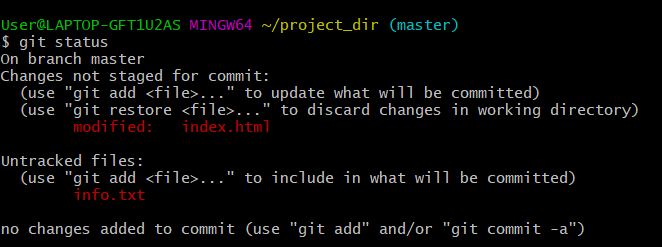 User@LAPTOP-GFT1U2AS MINGW64 ~/project_dir (master)
$ git status
On branch master
Changes not staged for commit:
  (use "git add <file>..." to update what will be committed)
  (use "git restore <file>..." to discard changes in working directory)
        modified:   index.html

Untracked files:
  (use "git add <file>..." to include in what will be committed)
        info.txt

no changes added to commit (use "git add" and/or "git commit -a")